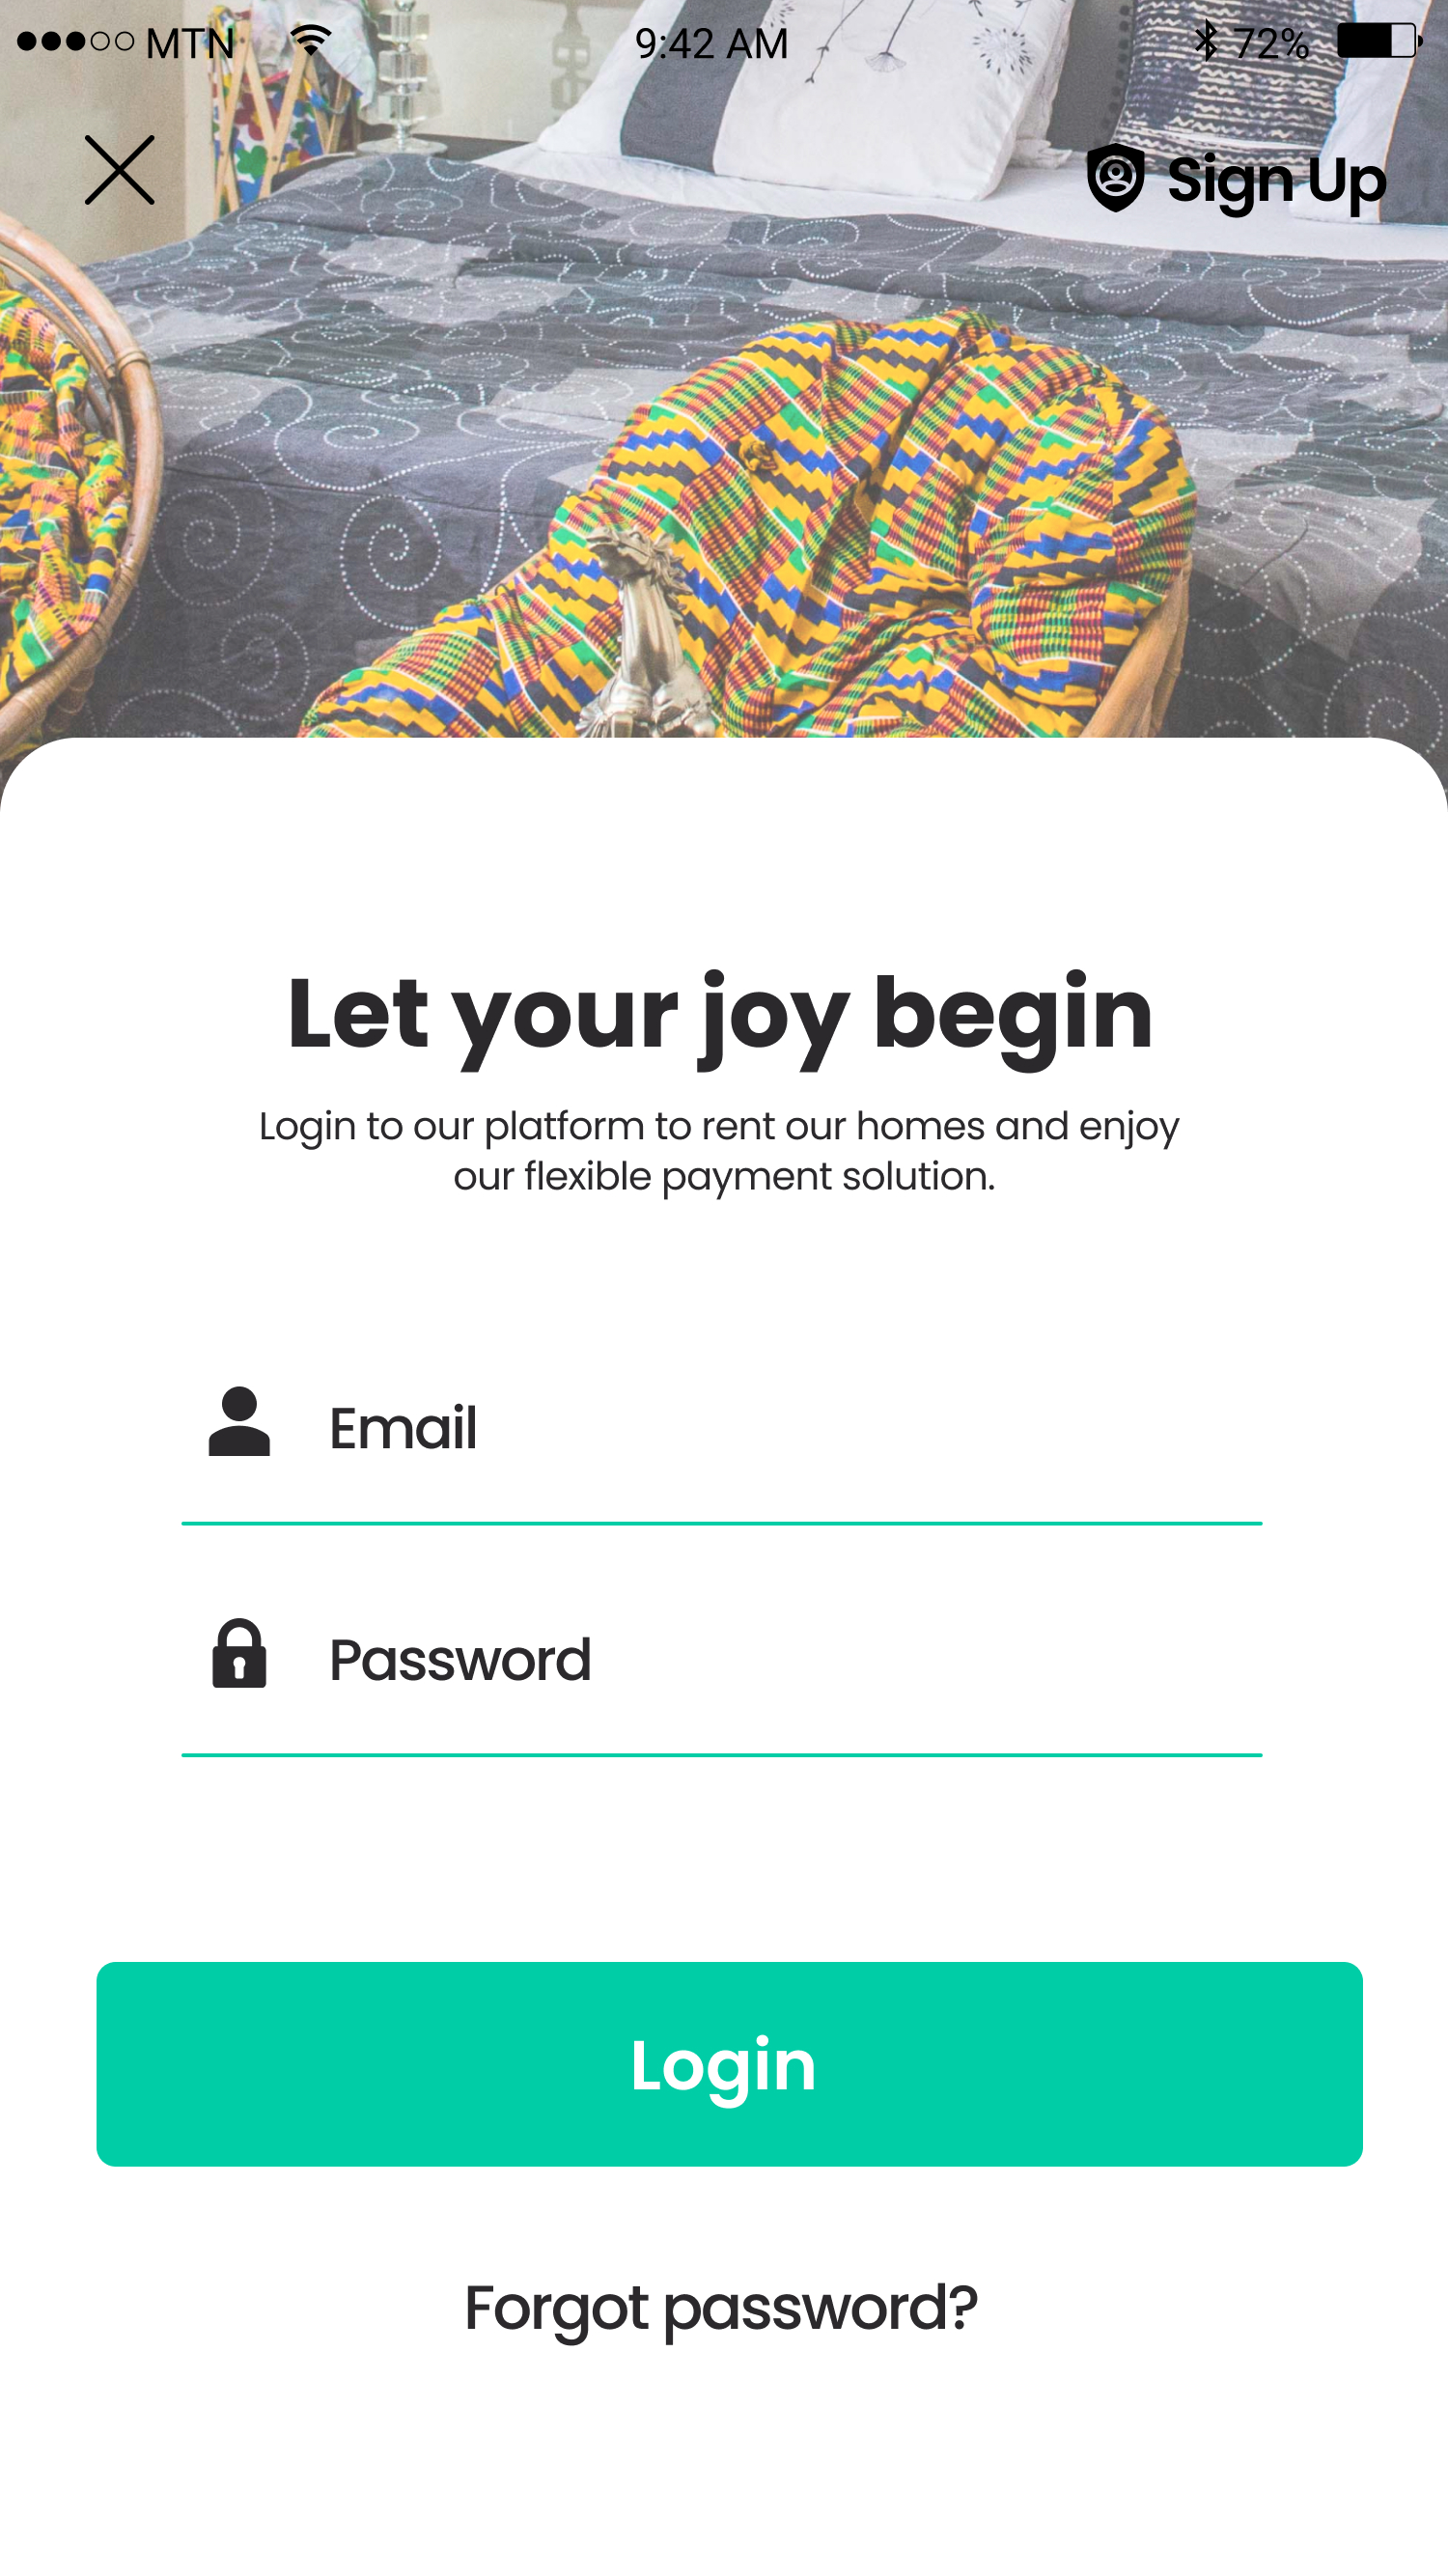 MTN 9:42 AM 72%
Sign Up
Let your joy begin
Login to our platform to rent our homes and enjoy
our flexible payment solution.
Email
Password
Login
Forgot password?